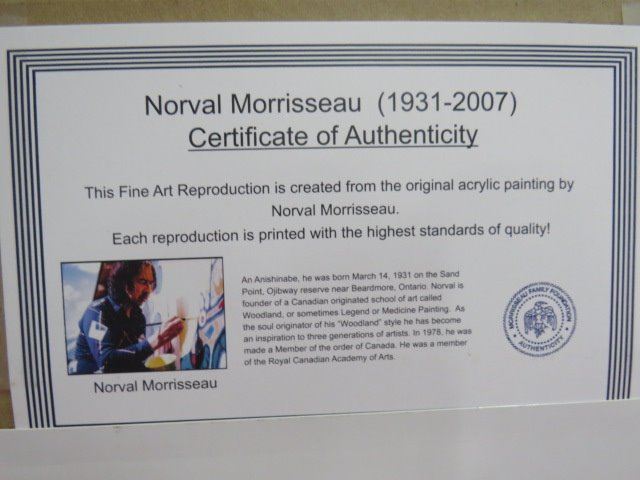 Norval Morrisseau (1931-2007)
Certificate of Authenticity
This Fine Art Reproduction is created from the original acrylic painting by
Norval Morrisseau.
Each reproduction is printed with the highest standards of quality!
An Anishinabe, he was born March 14, 1931 on the Sand
Point, Ojibway reserve near Beardmore, Ontario. Norval is
founder of a Canadian originated school of art called
Woodland, or sometimes Legend or Medicine Painting. As
the soul originator of his "Woodland" style he has become
an inspiration to three generations of artists. In 1978, he was
made a Member of the order of Canada. He was a member
of the Royal Canadian Academy of Arts.
Norval Morrisseau
MORRISSEAU FAMILY FOUNDATION
AUTHENTICITY